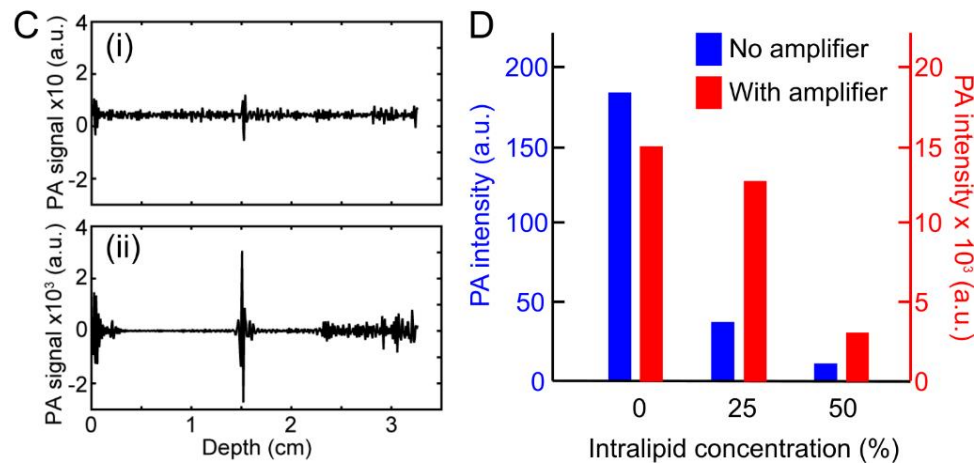 C
(i)
PA signal x10 (a.u.)
4
2
0
-2
(ii)
PA signal x10³ (a.u.)
4
2
0
-2
0
1
2
3
Depth (cm)
D
No amplifier
With amplifier
PA intensity (a.u.)
200
150
100
50
0
20
15
10
5
0
PA intensity x 10³ (a.u.)
0
25
50
Intralipid concentration (%)